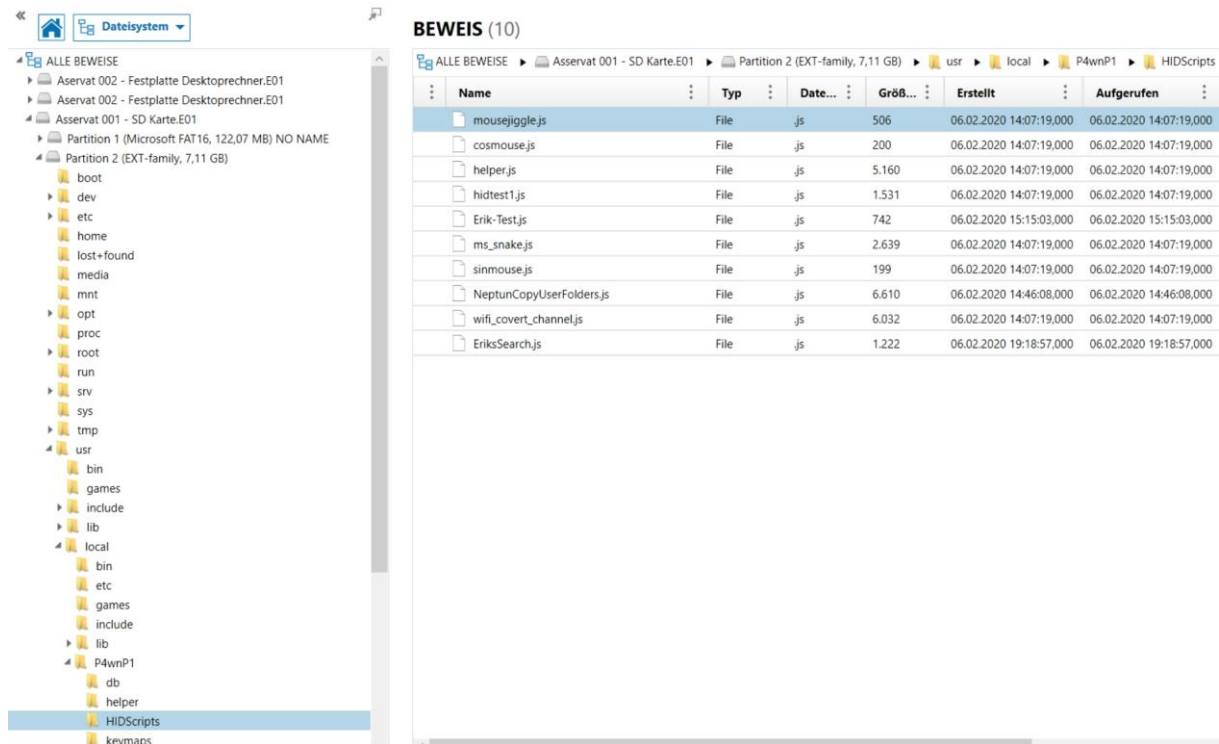 Dateisystem
ALLE BEWEISE
Aservat 002 - Festplatte Desktoprechner.E01
Aservat 002 - Festplatte Desktoprechner.E01
Asservat 001 - SD Karte.E01
Partition 1 (Microsoft FAT16, 122,07 MB) NO NAME
Partition 2 (EXT-family, 7,11 GB)
boot
dev
etc
home
lost+found
media
mnt
opt
proc
root
run
srv
sys
tmp
usr
bin
games
include
lib
local
bin
etc
games
include
lib
P4wnP1
db
helper
HIDScripts
keymaps
BEWEIS (10)
ALLE BEWEISE Asservat 001 - SD Karte.E01 Partition 2 (EXT-family, 7,11 GB) usr local P4wnP1 HIDScripts
Name Typ Date... Größ... Erstellt Aufgerufen
mousejiggle.js File .js 506 06.02.2020 14:07:19,000 06.02.2020 14:07:19,000
cosmouse.js File .js 200 06.02.2020 14:07:19,000 06.02.2020 14:07:19,000
helper.js File .js 5.160 06.02.2020 14:07:19,000 06.02.2020 14:07:19,000
hidtest1.js File .js 1.531 06.02.2020 14:07:19,000 06.02.2020 14:07:19,000
Erik-Test.js File .js 742 06.02.2020 15:15:03,000 06.02.2020 15:15:03,000
ms_snake.js File .js 2.639 06.02.2020 14:07:19,000 06.02.2020 14:07:19,000
sinmouse.js File .js 199 06.02.2020 14:07:19,000 06.02.2020 14:07:19,000
NeptunCopyUserFolders.js File .js 6.610 06.02.2020 14:46:08,000 06.02.2020 14:46:08,000
wifi_covert_channel.js File .js 6.032 06.02.2020 14:07:19,000 06.02.2020 14:07:19,000
EriksSearch.js File .js 1.222 06.02.2020 19:18:57,000 06.02.2020 19:18:57,000